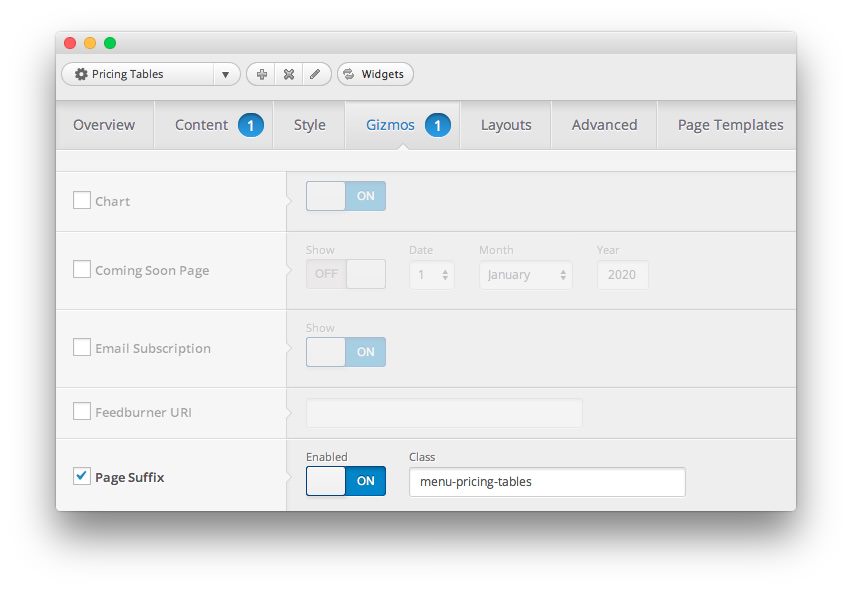 Pricing Tables
Widgets
Overview
Content 1
Style
Gizmos 1
Layouts
Advanced
Page Templates
Chart
ON
Coming Soon Page
Show Date Month Year
OFF 1 January 2020
Email Subscription
Show
ON
Feedburner URI
Page Suffix
Enabled Class
ON menu-pricing-tables